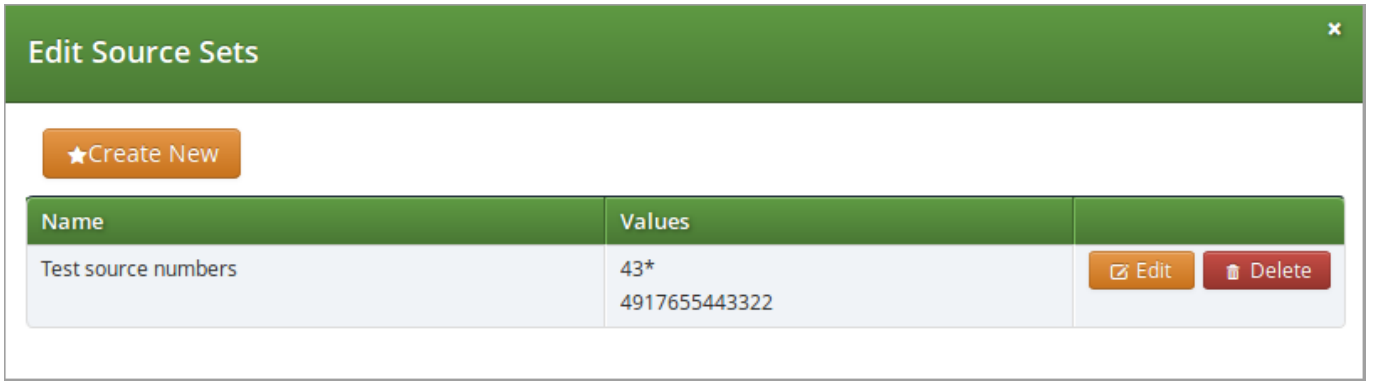 Edit Source Sets
×
★Create New
Name Values
Test source numbers 43* Edit Delete
4917655443322